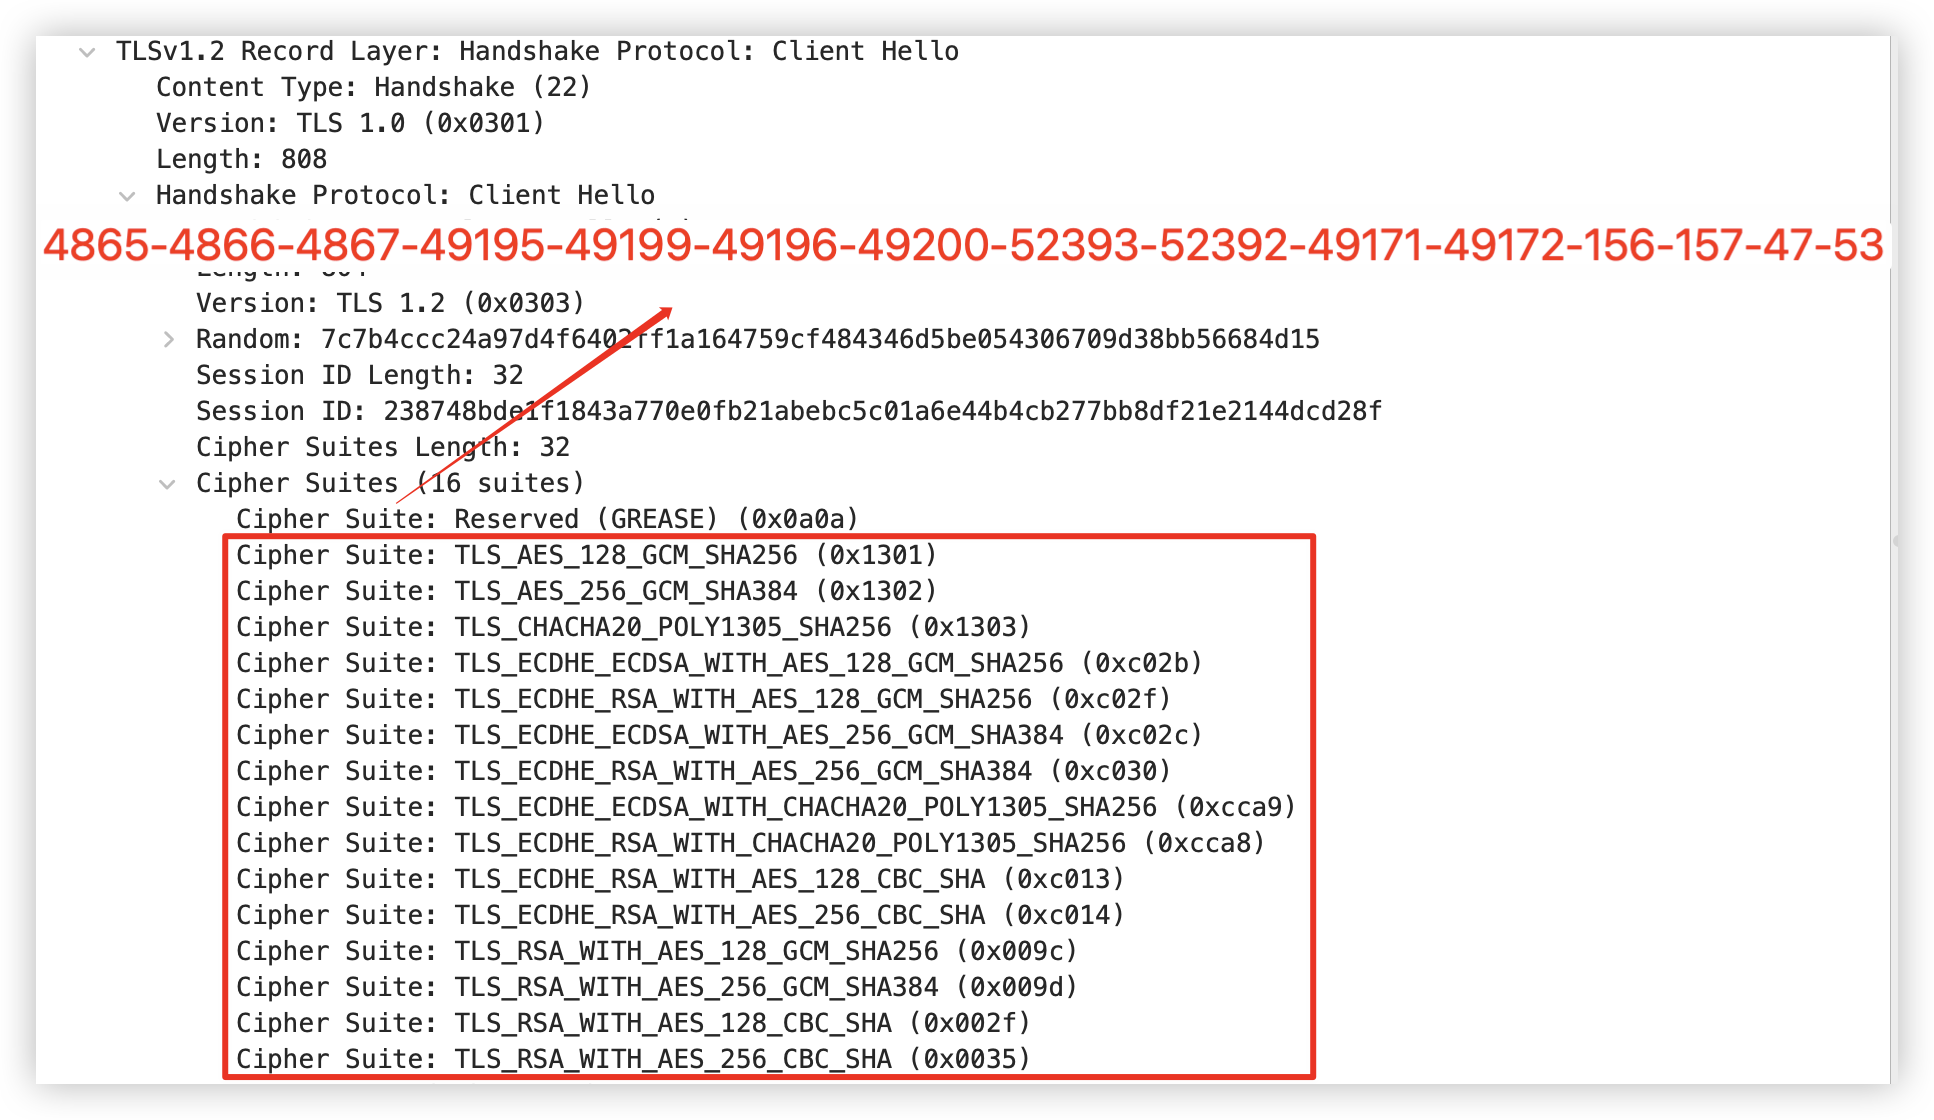 TLSv1.2 Record Layer: Handshake Protocol: Client Hello
Content Type: Handshake (22)
Version: TLS 1.0 (0x0301)
Length: 808
Handshake Protocol: Client Hello
4865-4866-4867-49195-49199-49196-49200-52393-52392-49171-49172-156-157-47-53
Version: TLS 1.2 (0x0303)
Random: 7c7b4ccc24a97d4f6402ff1a164759cf484346d5be054306709d38bb56684d15
Session ID Length: 32
Session ID: 238748bde1f1843a770e0fb21abebc5c01a6e44b4cb277bb8df21e2144dcd28f
Cipher Suites Length: 32
Cipher Suites (16 suites)
Cipher Suite: Reserved (GREASE) (0x0a0a)
Cipher Suite: TLS_AES_128_GCM_SHA256 (0x1301)
Cipher Suite: TLS_AES_256_GCM_SHA384 (0x1302)
Cipher Suite: TLS_CHACHA20_POLY1305_SHA256 (0x1303)
Cipher Suite: TLS_ECDHE_ECDSA_WITH_AES_128_GCM_SHA256 (0xc02b)
Cipher Suite: TLS_ECDHE_RSA_WITH_AES_128_GCM_SHA256 (0xc02f)
Cipher Suite: TLS_ECDHE_ECDSA_WITH_AES_256_GCM_SHA384 (0xc02c)
Cipher Suite: TLS_ECDHE_RSA_WITH_AES_256_GCM_SHA384 (0xc030)
Cipher Suite: TLS_ECDHE_ECDSA_WITH_CHACHA20_POLY1305_SHA256 (0xcca9)
Cipher Suite: TLS_ECDHE_RSA_WITH_CHACHA20_POLY1305_SHA256 (0xcca8)
Cipher Suite: TLS_ECDHE_RSA_WITH_AES_128_CBC_SHA (0xc013)
Cipher Suite: TLS_ECDHE_RSA_WITH_AES_256_CBC_SHA (0xc014)
Cipher Suite: TLS_RSA_WITH_AES_128_GCM_SHA256 (0x009c)
Cipher Suite: TLS_RSA_WITH_AES_256_GCM_SHA384 (0x009d)
Cipher Suite: TLS_RSA_WITH_AES_128_CBC_SHA (0x002f)
Cipher Suite: TLS_RSA_WITH_AES_256_CBC_SHA (0x0035)